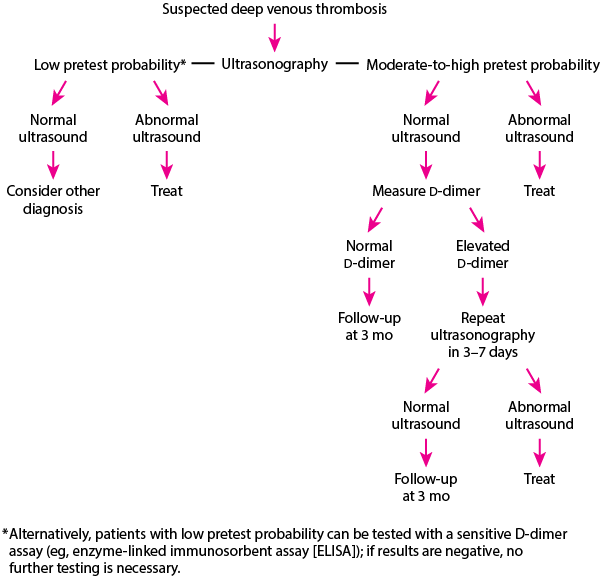 Suspected deep venous thrombosis
Low pretest probability*
Ultrasonography
Moderate-to-high pretest probability
Normal
ultrasound
Abnormal
ultrasound
Normal
ultrasound
Abnormal
ultrasound
Consider other
diagnosis
Treat
Measure D-dimer
Treat
Normal
D-dimer
Elevated
D-dimer
Follow-up
at 3 mo
Repeat
ultrasonography
in 3–7 days
Normal
ultrasound
Abnormal
ultrasound
Follow-up
at 3 mo
Treat
*Alternatively, patients with low pretest probability can be tested with a sensitive D-dimer
assay (eg, enzyme-linked immunosorbent assay [ELISA]); if results are negative, no
further testing is necessary.